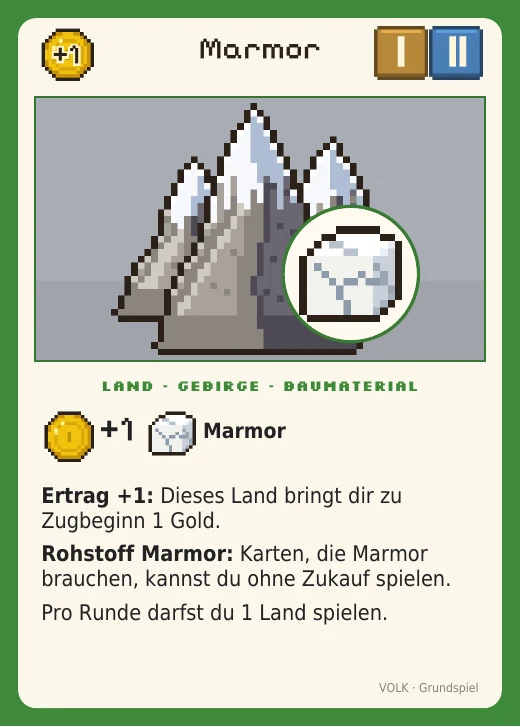 +1
Marmor
I II
LAND - GEBIRGE - BAUMATERIAL
+1 Marmor
Ertrag +1: Dieses Land bringt dir zu
Zugbeginn 1 Gold.
Rohstoff Marmor: Karten, die Marmor
brauchen, kannst du ohne Zukauf spielen.
Pro Runde darfst du 1 Land spielen.
VOLK · Grundspiel